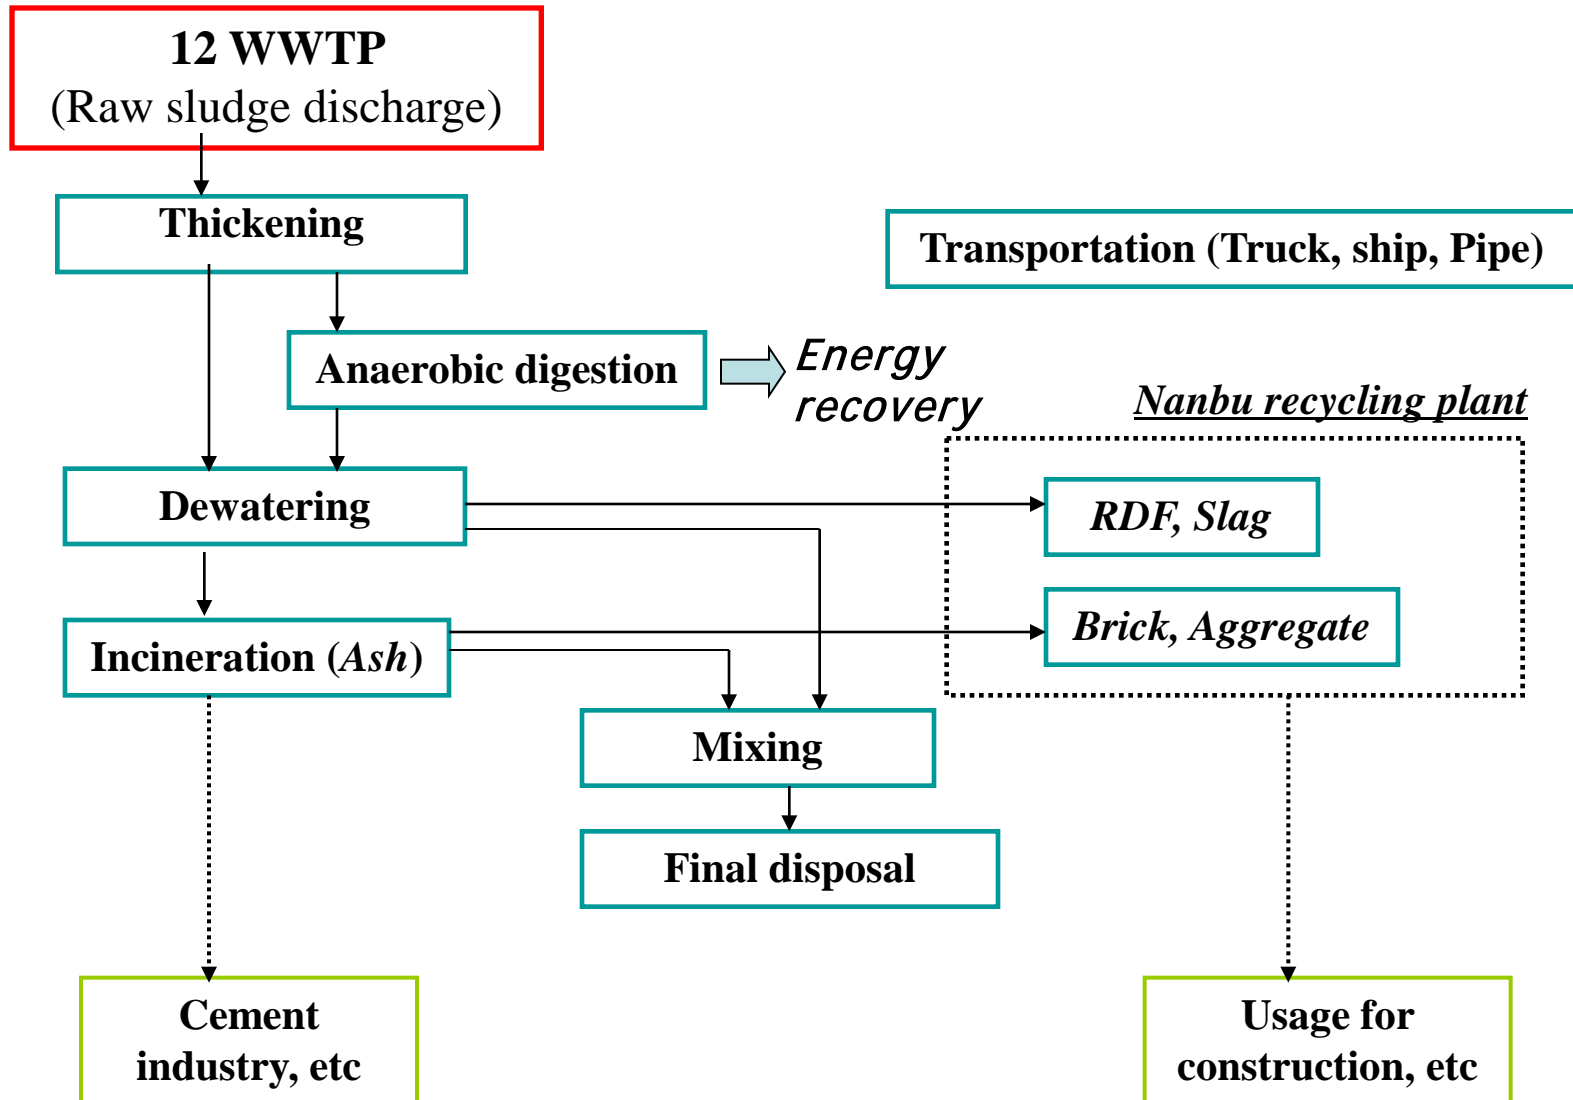 12 WWTP
(Raw sludge discharge)
Thickening
Transportation (Truck, ship, Pipe)
Anaerobic digestion
Energy
recovery
Nanbu recycling plant
Dewatering
RDF, Slag
Incineration (Ash)
Brick, Aggregate
Mixing
Final disposal
Cement
industry, etc
Usage for
construction, etc